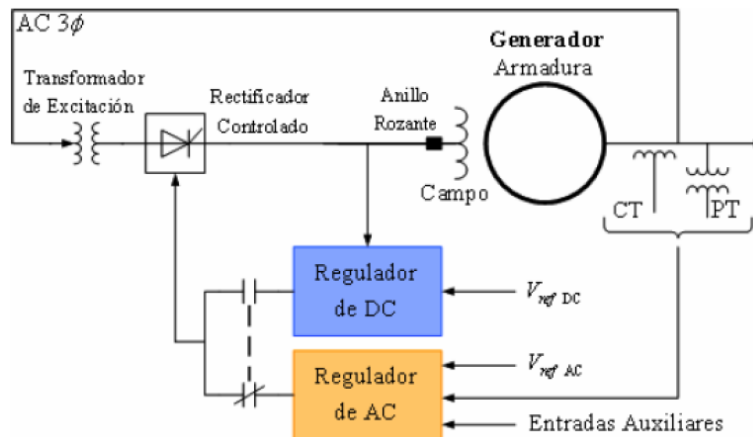 AC 3ϕ
Generador
Armadura
Transformador
de Excitación
Rectificador
Controlado
Anillo
Rozante
Campo
CT
PT
Regulador
de DC
V ref DC
Regulador
de AC
V ref AC
Entradas Auxiliares